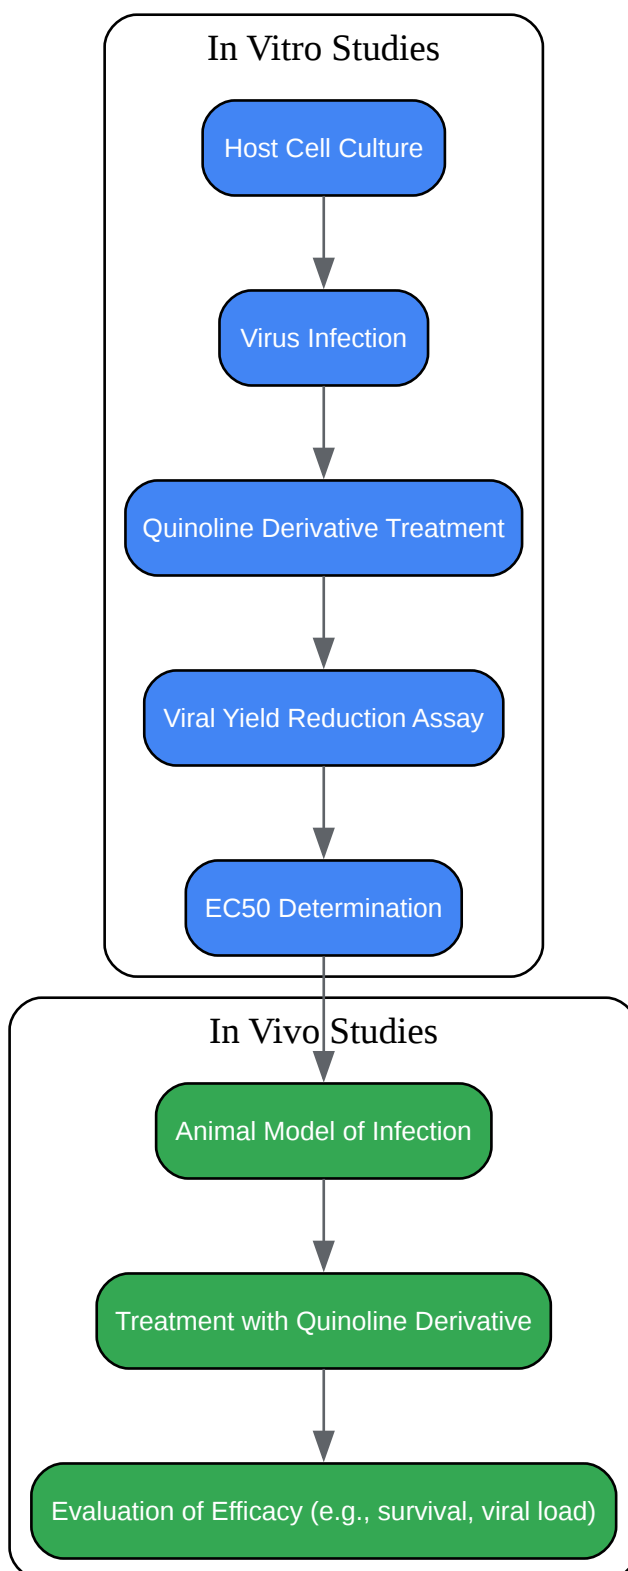 In Vitro Studies
Host Cell Culture
Virus Infection
Quinoline Derivative Treatment
Viral Yield Reduction Assay
EC50 Determination
In Vivo Studies
Animal Model of Infection
Treatment with Quinoline Derivative
Evaluation of Efficacy (e.g., survival, viral load)